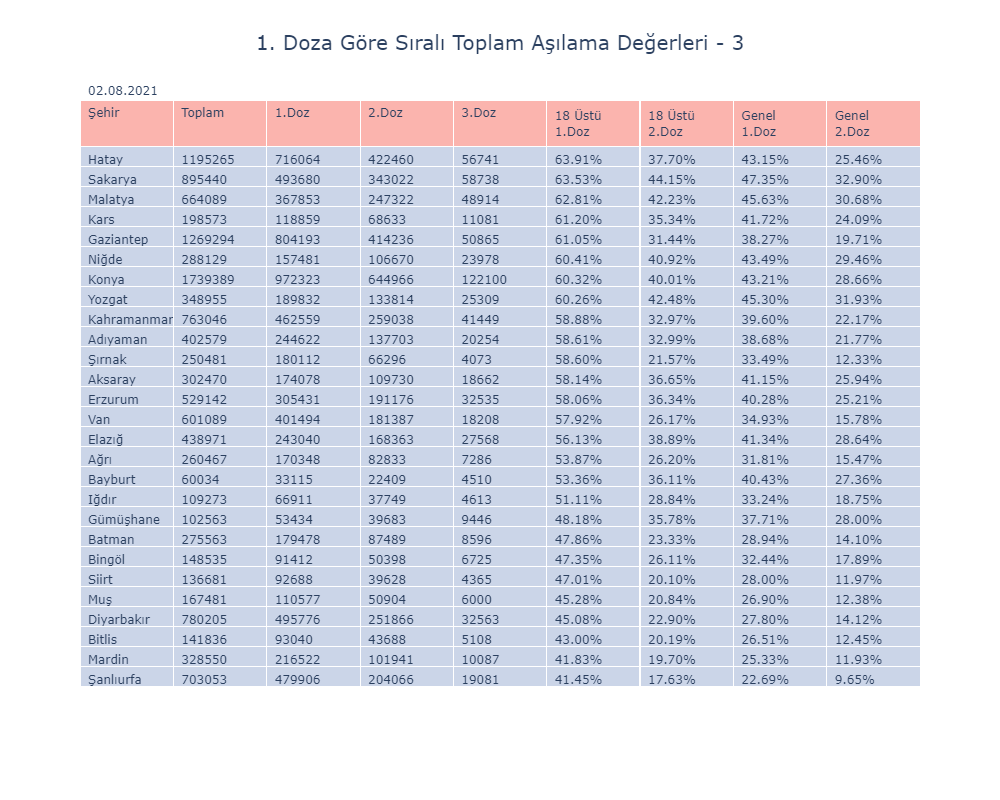 1. Doza Göre Sıralı Toplam Aşılama Değerleri - 3
02.08.2021
Şehir Toplam 1.Doz 2.Doz 3.Doz 18 Üstü 1.Doz 18 Üstü 2.Doz Genel 1.Doz Genel 2.Doz
Hatay 1195265 716064 422460 56741 63.91% 37.70% 43.15% 25.46%
Sakarya 895440 493680 343022 58738 63.53% 44.15% 47.35% 32.90%
Malatya 664089 367853 247322 48914 62.81% 42.23% 45.63% 30.68%
Kars 198573 118859 68633 11081 61.20% 35.34% 41.72% 24.09%
Gaziantep 1269294 804193 414236 50865 61.05% 31.44% 38.27% 19.71%
Niğde 288129 157481 106670 23978 60.41% 40.92% 43.49% 29.46%
Konya 1739389 972323 644966 122100 60.32% 40.01% 43.21% 28.66%
Yozgat 348955 189832 133814 25309 60.26% 42.48% 45.30% 31.93%
Kahramanmar 763046 462559 259038 41449 58.88% 32.97% 39.60% 22.17%
Adıyaman 402579 244622 137703 20254 58.61% 32.99% 38.68% 21.77%
Şırnak 250481 180112 66296 4073 58.60% 21.57% 33.49% 12.33%
Aksaray 302470 174078 109730 18662 58.14% 36.65% 41.15% 25.94%
Erzurum 529142 305431 191176 32535 58.06% 36.34% 40.28% 25.21%
Van 601089 401494 181387 18208 57.92% 26.17% 34.93% 15.78%
Elazığ 438971 243040 168363 27568 56.13% 38.89% 41.34% 28.64%
Ağrı 260467 170348 82833 7286 53.87% 26.20% 31.81% 15.47%
Bayburt 60034 33115 22409 4510 53.36% 36.11% 40.43% 27.36%
Iğdır 109273 66911 37749 4613 51.11% 28.84% 33.24% 18.75%
Gümüşhane 102563 53434 39683 9446 48.18% 35.78% 37.71% 28.00%
Batman 275563 179478 87489 8596 47.86% 23.33% 28.94% 14.10%
Bingöl 148535 91412 50398 6725 47.35% 26.11% 32.44% 17.89%
Siirt 136681 92688 39628 4365 47.01% 20.10% 28.00% 11.97%
Muş 167481 110577 50904 6000 45.28% 20.84% 26.90% 12.38%
Diyarbakır 780205 495776 251866 32563 45.08% 22.90% 27.80% 14.12%
Bitlis 141836 93040 43688 5108 43.00% 20.19% 26.51% 12.45%
Mardin 328550 216522 101941 10087 41.83% 19.70% 25.33% 11.93%
Şanlıurfa 703053 479906 204066 19081 41.45% 17.63% 22.69% 9.65%